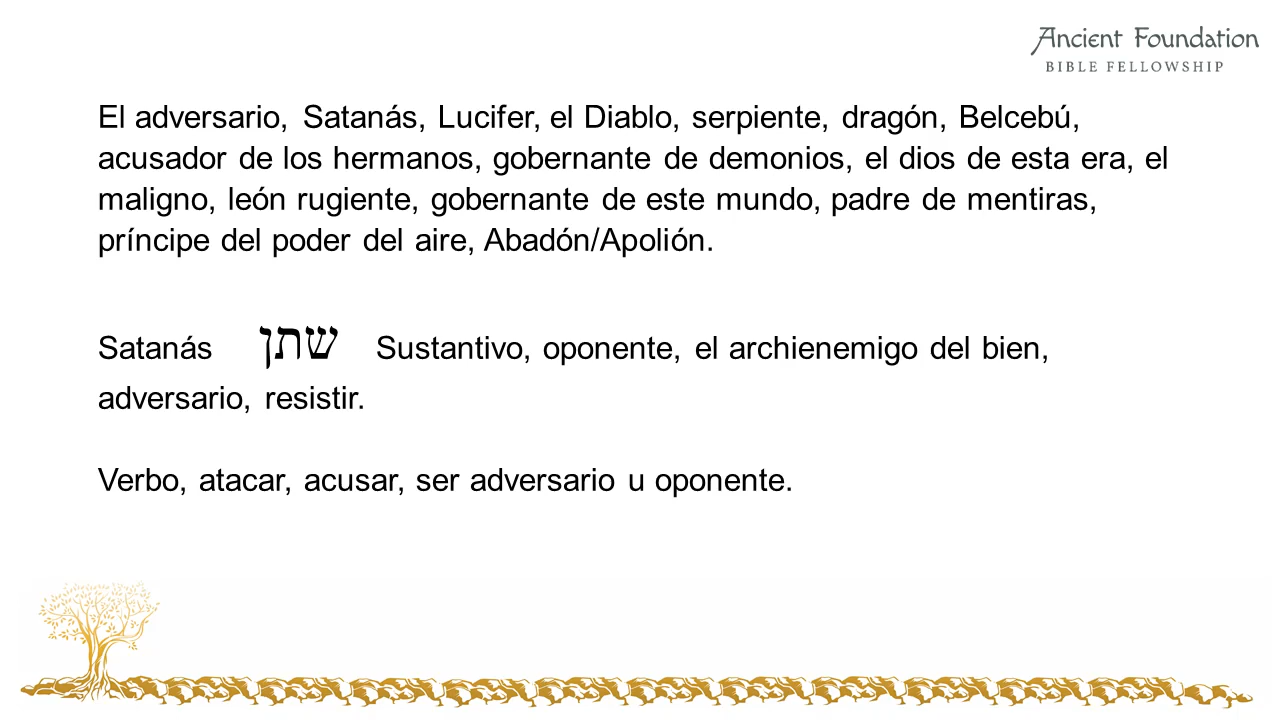 Ancient Foundation
BIBLE FELLOWSHIP
El adversario, Satanás, Lucifer, el Diablo, serpiente, dragón, Belcebú,
acusador de los hermanos, gobernante de demonios, el dios de esta era, el
maligno, león rugiente, gobernante de este mundo, padre de mentiras,
príncipe del poder del aire, Abadón/Apolión.
Satanás שתן Sustantivo, oponente, el archienemigo del bien,
adversario, resistir.
Verbo, atacar, acusar, ser adversario u oponente.